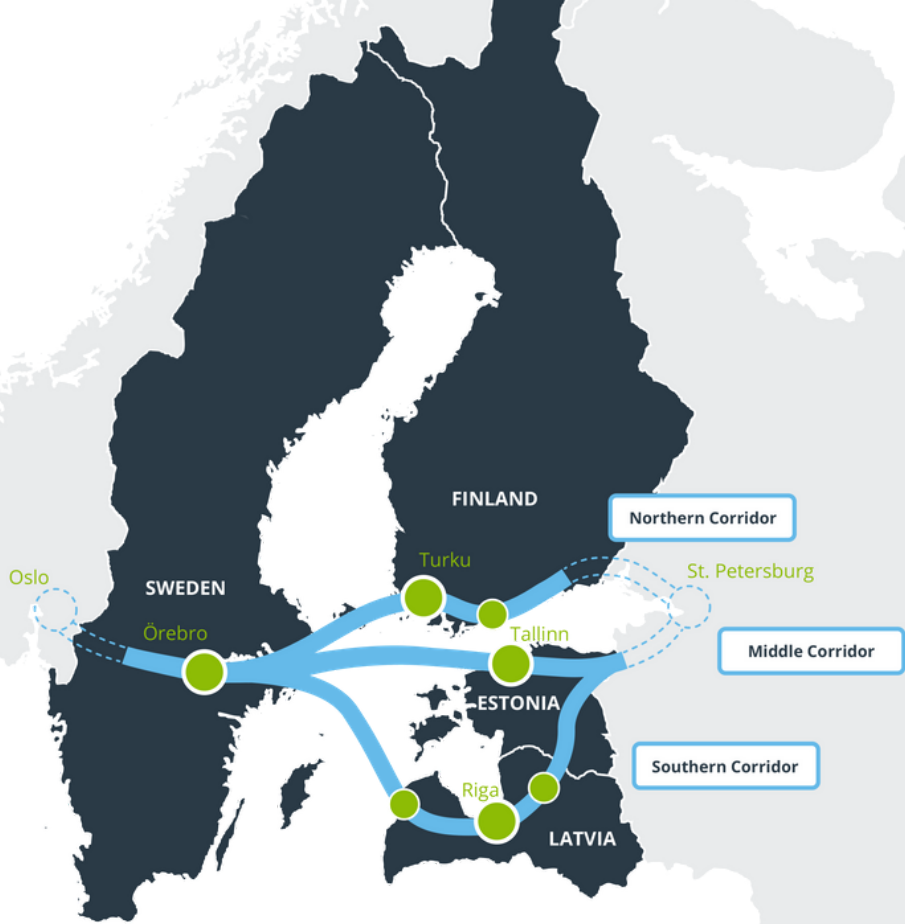 FINLAND
Northern Corridor
Turku
St. Petersburg
Oslo
SWEDEN
Örebro
Tallinn
Middle Corridor
ESTONIA
Southern Corridor
Riga
LATVIA